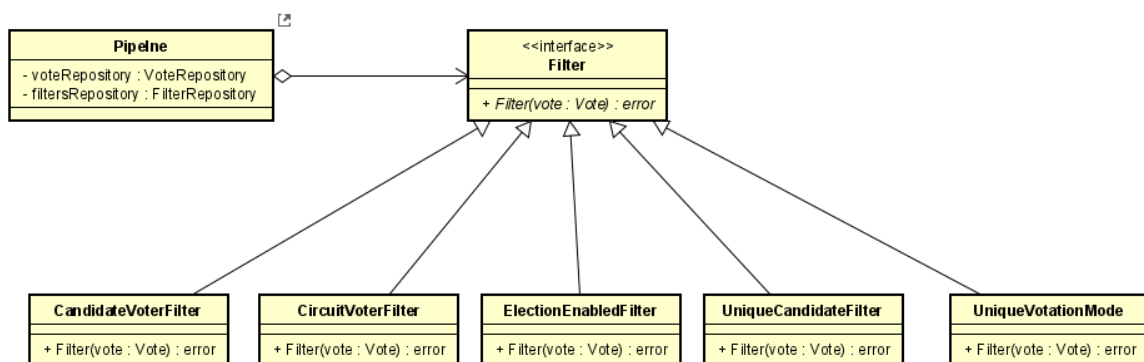 Pipelne
- voteRepository : VoteRepository
- filtersRepository : FilterRepository
<<interface>>
Filter
+ Filter(vote : Vote) : error
CandidateVoterFilter
+ Filter(vote : Vote) : error
CircuitVoterFilter
+ Filter(vote : Vote) : error
ElectionEnabledFilter
+ Filter(vote : Vote) : error
UniqueCandidateFilter
+ Filter(vote : Vote) : error
UniqueVotationMode
+ Filter(vote : Vote) : error